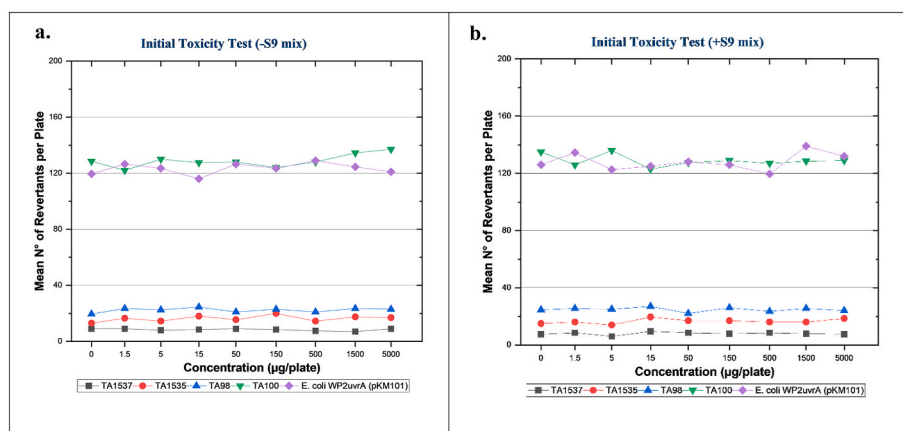 a.
Initial Toxicity Test (-S9 mix)
Mean N° of Revertants per Plate
200
160
120
80
40
0
0 1.5 5 15 50 150 500 1500 5000
Concentration (µg/plate)
TA1537 TA1535 TA98 TA100 E. coli WP2uvrA (pKM101)
b.
Initial Toxicity Test (+S9 mix)
Mean N° of Revertants per Plate
200
160
120
80
40
0
0 1.5 5 15 50 150 500 1500 5000
Concentration (µg/plate)
TA1537 TA1535 TA98 TA100 E. coli WP2uvrA (pKM101)